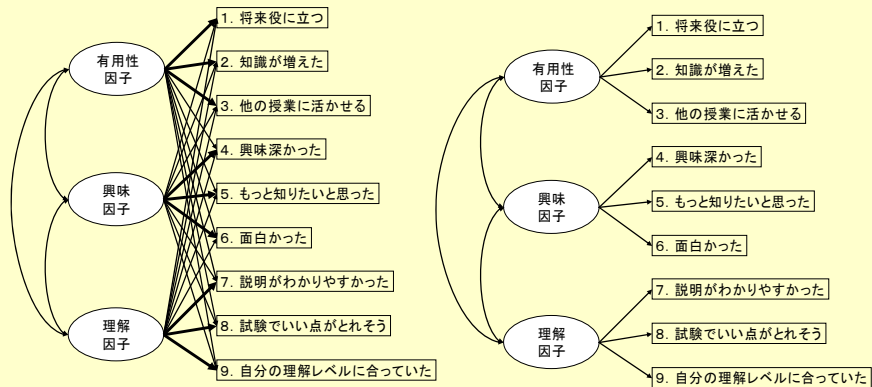 有用性
因子
興味
因子
理解
因子
1. 将来役に立つ
2. 知識が増えた
3. 他の授業に活かせる
4. 興味深かった
5. もっと知りたいと思った
6. 面白かった
7. 説明がわかりやすかった
8. 試験でいい点がとれそう
9. 自分の理解レベルに合っていた
有用性
因子
興味
因子
理解
因子
1. 将来役に立つ
2. 知識が増えた
3. 他の授業に活かせる
4. 興味深かった
5. もっと知りたいと思った
6. 面白かった
7. 説明がわかりやすかった
8. 試験でいい点がとれそう
9. 自分の理解レベルに合っていた